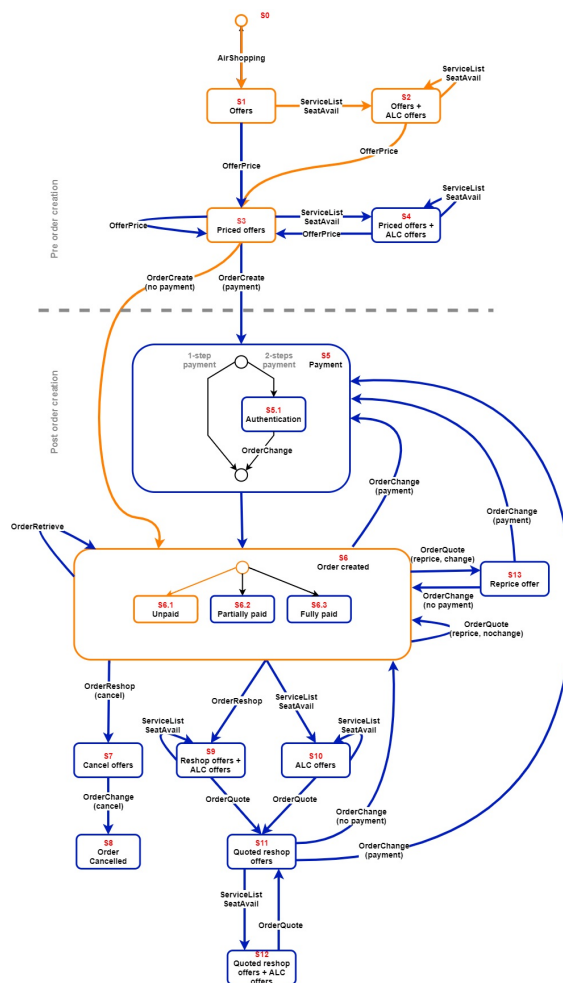 S0
AirShopping
S1
Offers
ServiceList
SeatAvail
S2
Offers +
ALC offers
ServiceList
SeatAvail
OfferPrice
OfferPrice
Pre order creation
OfferPrice
S3
Priced offers
ServiceList
SeatAvail
OfferPrice
S4
Priced offers +
ALC offers
ServiceList
SeatAvail
OrderCreate
(no payment)
OrderCreate
(payment)
Post order creation
1-step
payment
2-steps
payment
S5
Payment
S5.1
Authentication
OrderChange
OrderChange
(payment)
OrderChange
(payment)
OrderRetrieve
S6
Order created
S6.1
Unpaid
S6.2
Partially paid
S6.3
Fully paid
OrderQuote
(reprice, change)
S13
Reprice offer
OrderChange
(no payment)
OrderQuote
(reprice, nochange)
OrderReshop
(cancel)
OrderReshop
ServiceList
SeatAvail
ServiceList
SeatAvail
ServiceList
SeatAvail
S7
Cancel offers
S9
Reshop offers +
ALC offers
S10
ALC offers
OrderChange
(cancel)
OrderQuote
OrderQuote
OrderChange
(no payment)
S8
Order
Cancelled
S11
Quoted reshop
offers
OrderChange
(payment)
ServiceList
SeatAvail
OrderQuote
S12
Quoted reshop
offers + ALC
offers